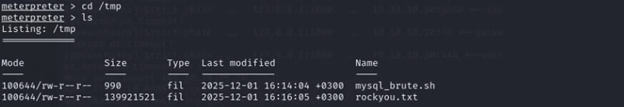 meterpreter > cd /tmp
meterpreter > ls
Listing: /tmp
=============
Mode Size Type Last modified Name
---- ---- ---- ------------- ----
100644/rw-r--r-- 990 fil 2025-12-01 16:14:04 +0300 mysql_brute.sh
100644/rw-r--r-- 139921521 fil 2025-12-01 16:16:05 +0300 rockyou.txt